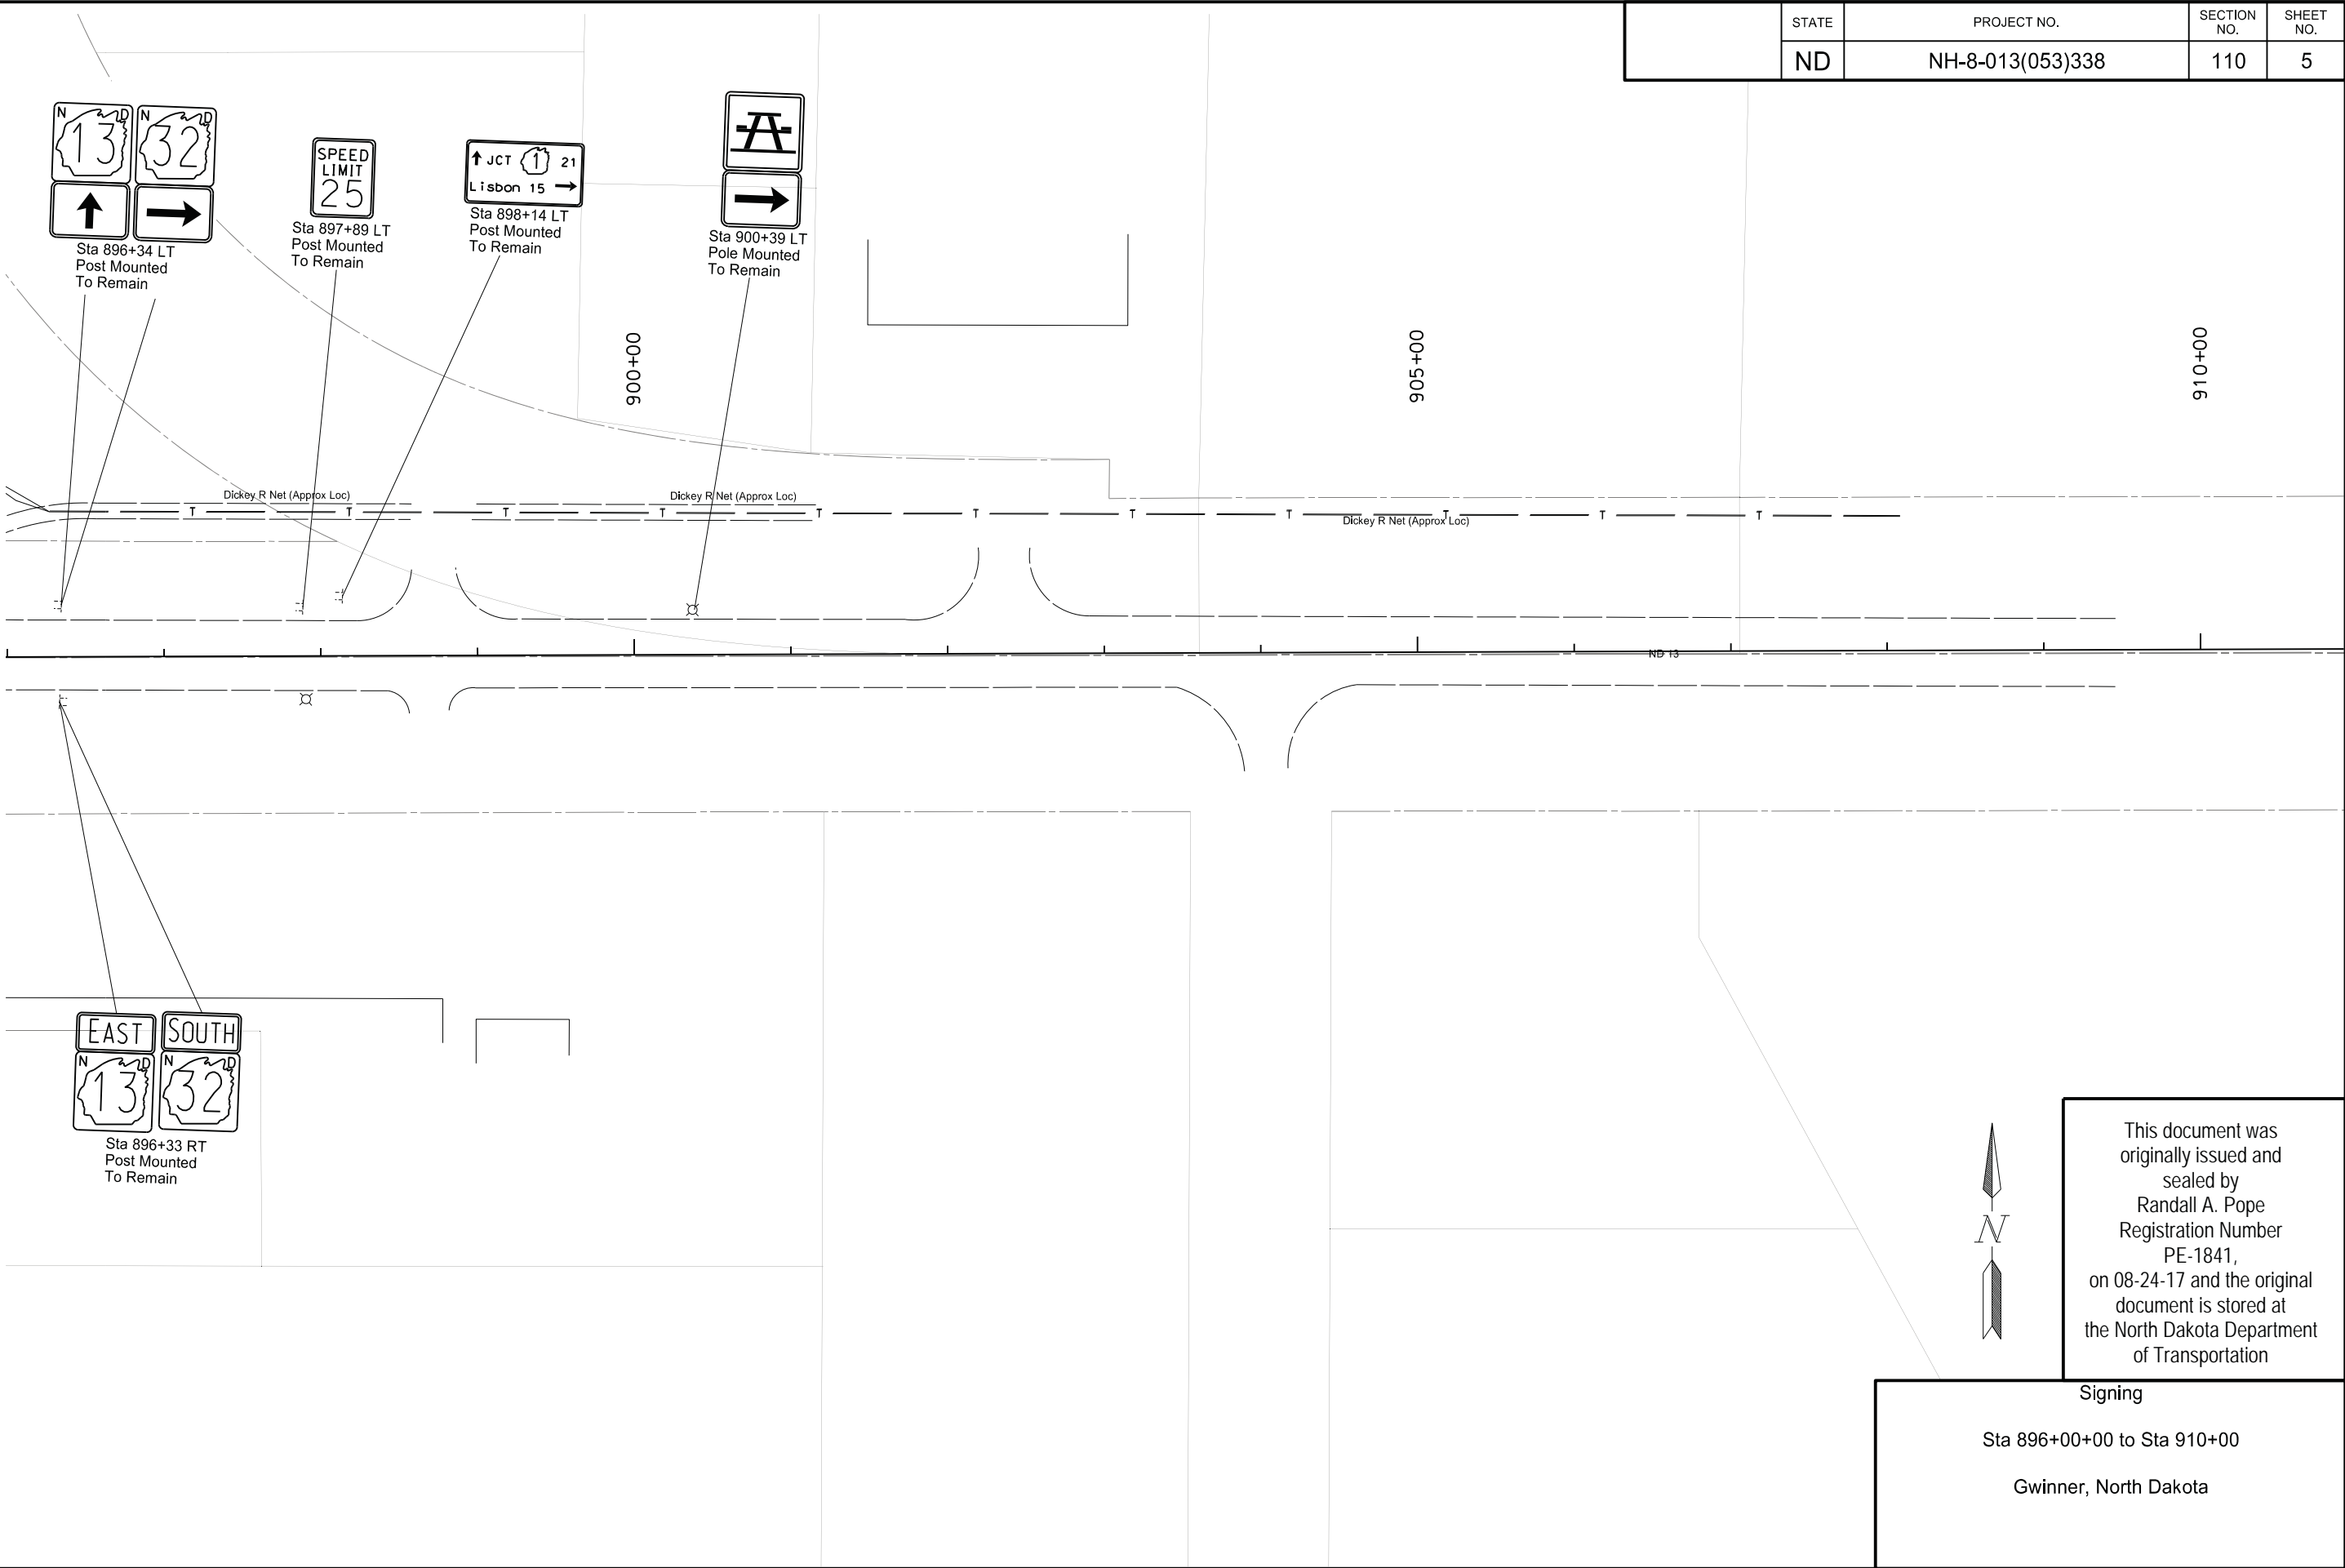 STATE
PROJECT NO.
SECTION
NO.
SHEET
NO.
ND
NH-8-013(053)338
110
5
N D
13
N D
32
Sta 896+34 LT
Post Mounted
To Remain
SPEED
LIMIT
25
Sta 897+89 LT
Post Mounted
To Remain
JCT 1 21
Lisbon 15
Sta 898+14 LT
Post Mounted
To Remain
Sta 900+39 LT
Pole Mounted
To Remain
900+00
905+00
910+00
Dickey R Net (Approx Loc)
Dickey R Net (Approx Loc)
T T T T T T T T T T T
Dickey R Net (Approx Loc)
ND 13
EAST
N D
13
SOUTH
N D
32
Sta 896+33 RT
Post Mounted
To Remain
N
This document was
originally issued and
sealed by
Randall A. Pope
Registration Number
PE-1841,
on 08-24-17 and the original
document is stored at
the North Dakota Department
of Transportation
Signing
Sta 896+00+00 to Sta 910+00
Gwinner, North Dakota